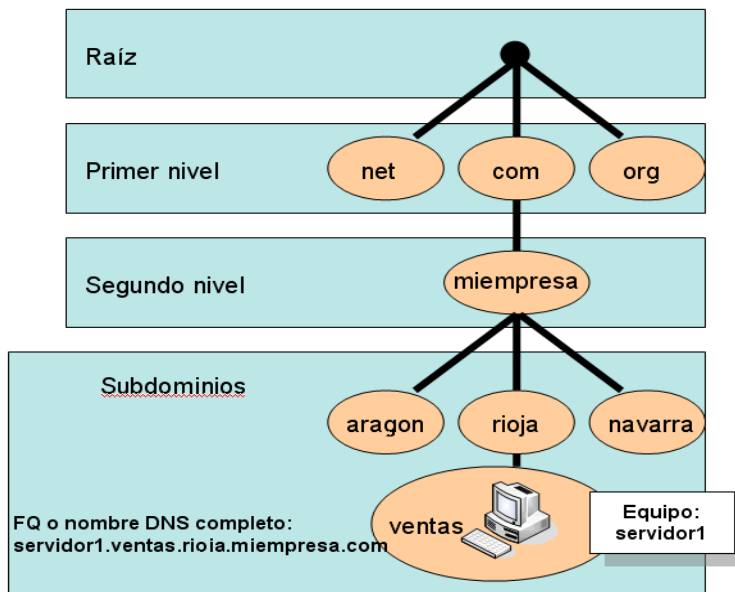 Raíz
Primer nivel
net
com
org
Segundo nivel
miempresa
Subdominios
aragon
rioja
navarra
ventas
Equipo:
servidor1
FQ o nombre DNS completo:
servidor1.ventas.rioja.miempresa.com